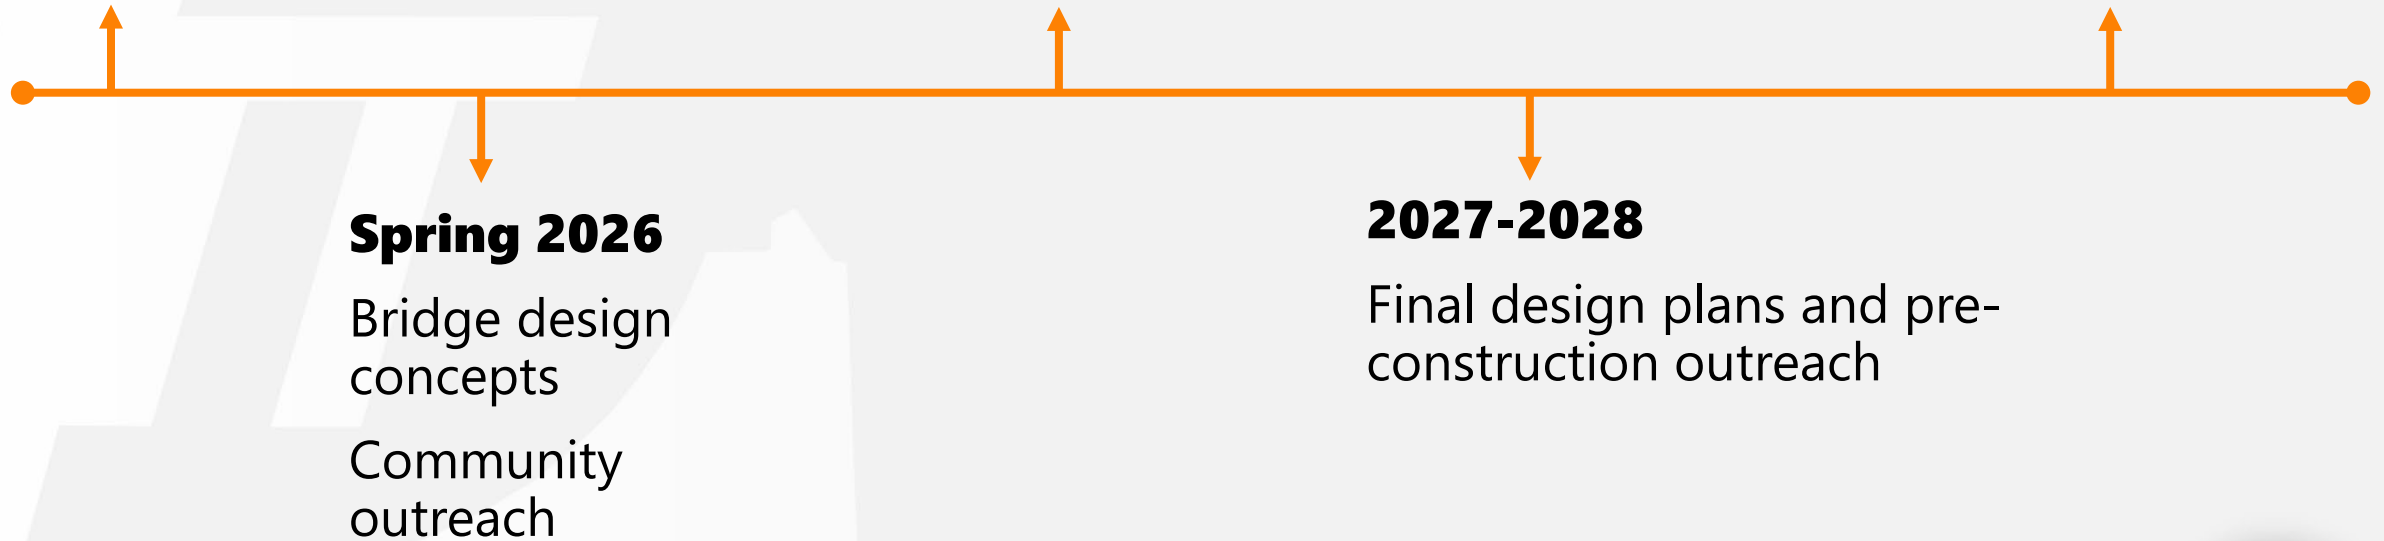 Spring 2026
Bridge design
concepts
Community
outreach
2027-2028
Final design plans and pre-
construction outreach